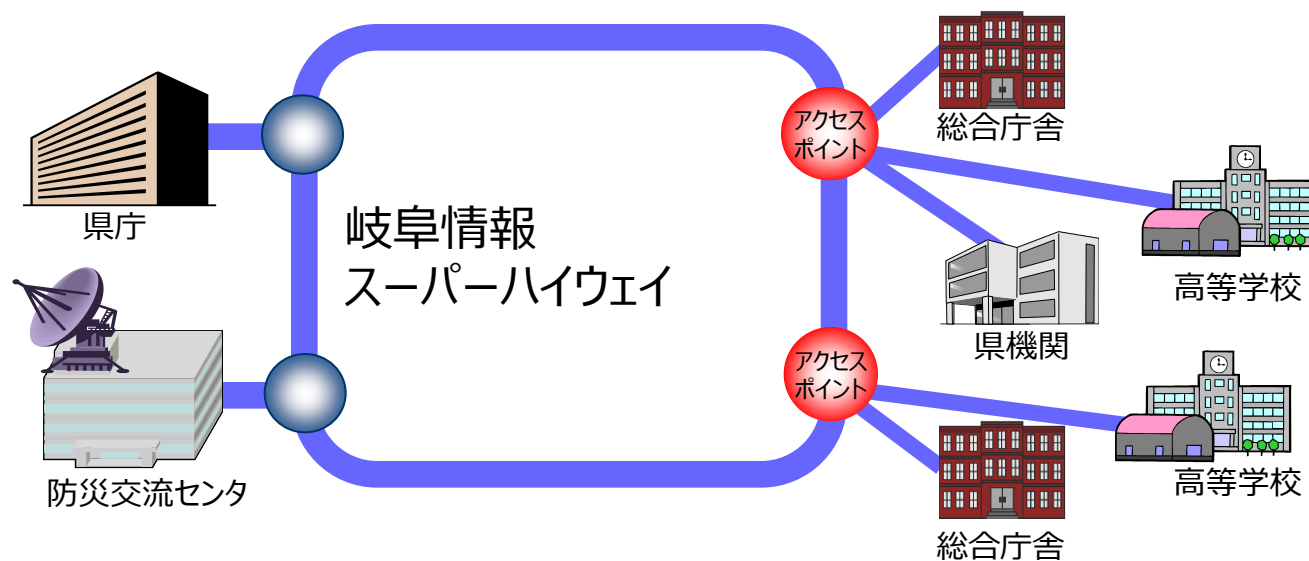 県庁
防災交流センタ
岐阜情報
スーパーハイウェイ
アクセス
ポイント
総合庁舎
高等学校
県機関
アクセス
ポイント
高等学校
総合庁舎